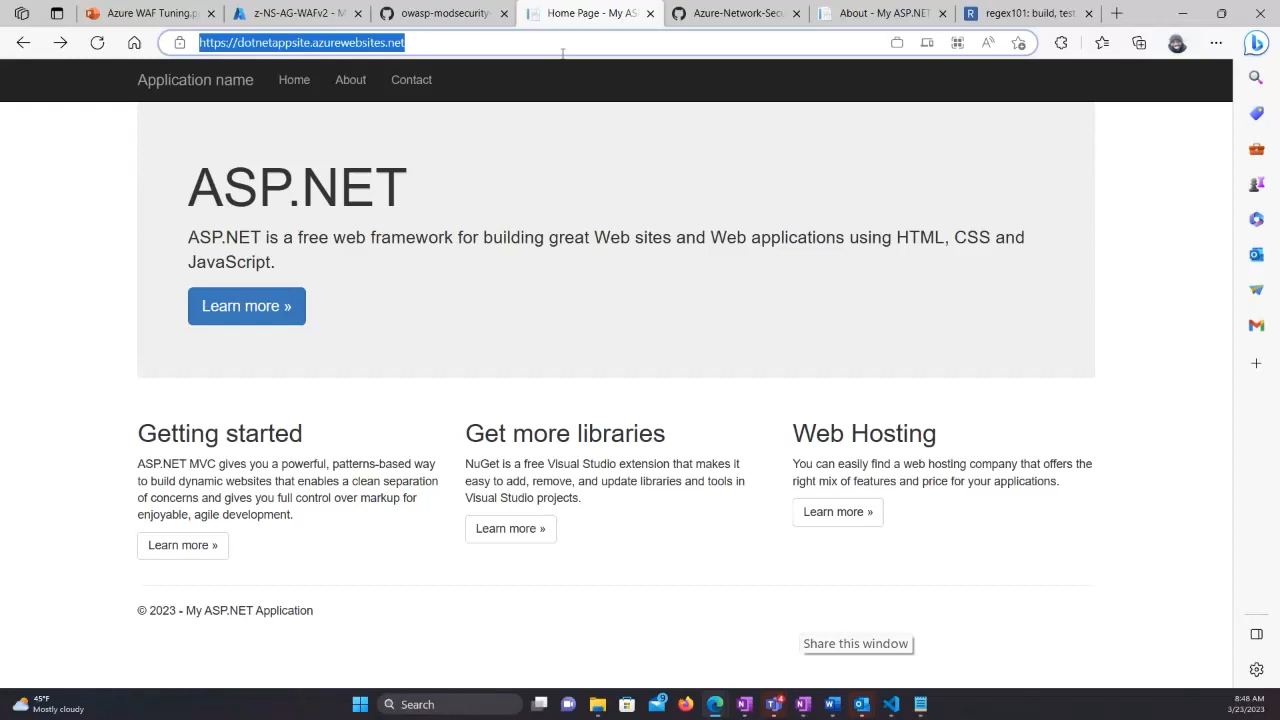 Azure WAF Tuning.p
z-NS-AG-WAFv2 - M
owasp-modsecurity-
Home Page - My AS
Azure-Network-Sec
About - My ASP.NET
regex101: build, test
https://dotnetappsite.azurewebsites.net
Application name Home About Contact
ASP.NET
ASP.NET is a free web framework for building great Web sites and Web applications using HTML, CSS and
JavaScript.
Learn more »
Getting started
ASP.NET MVC gives you a powerful, patterns-based way
to build dynamic websites that enables a clean separation
of concerns and gives you full control over markup for
enjoyable, agile development.
Learn more »
Get more libraries
NuGet is a free Visual Studio extension that makes it
easy to add, remove, and update libraries and tools in
Visual Studio projects.
Learn more »
Web Hosting
You can easily find a web hosting company that offers the
right mix of features and price for your applications.
Learn more »
© 2023 - My ASP.NET Application
Share this window
45°F
Mostly cloudy
Search
8:48 AM
3/23/2023